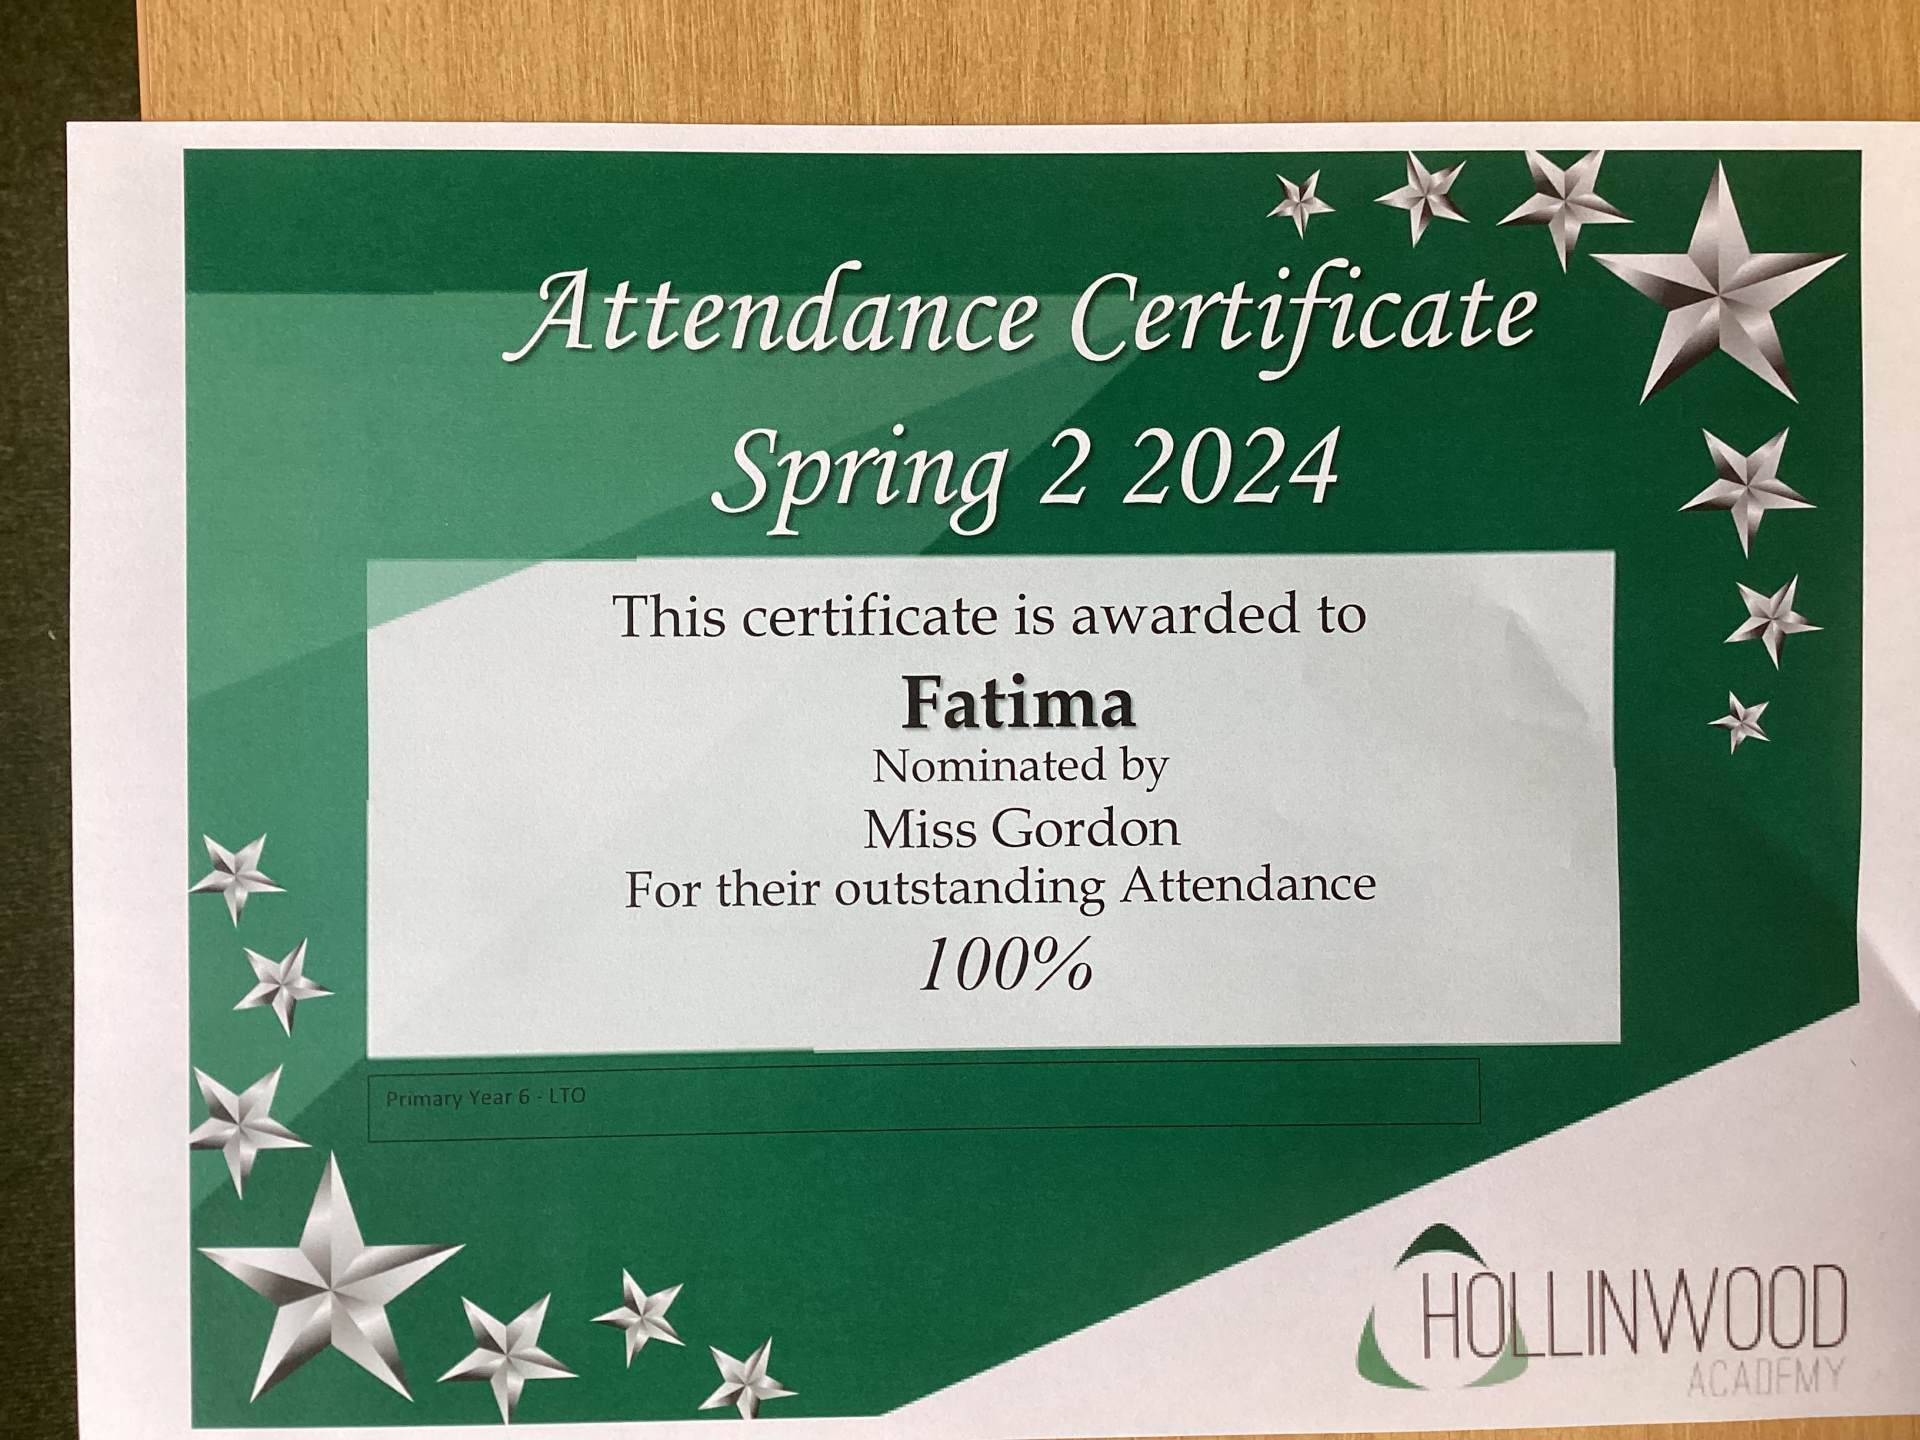 Attendance Certificate
Spring 2 2024
This certificate is awarded to
Fatima
Nominated by
Miss Gordon
For their outstanding Attendance
100%
Primary Year 6 - LTO
HOLLINWOOD
ACADEMY